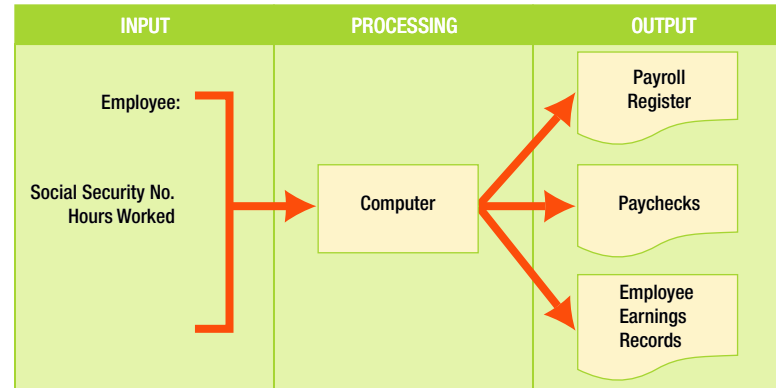 INPUT
PROCESSING
OUTPUT
Employee:
Social Security No.
Hours Worked
Computer
Payroll
Register
Paychecks
Employee
Earnings
Records